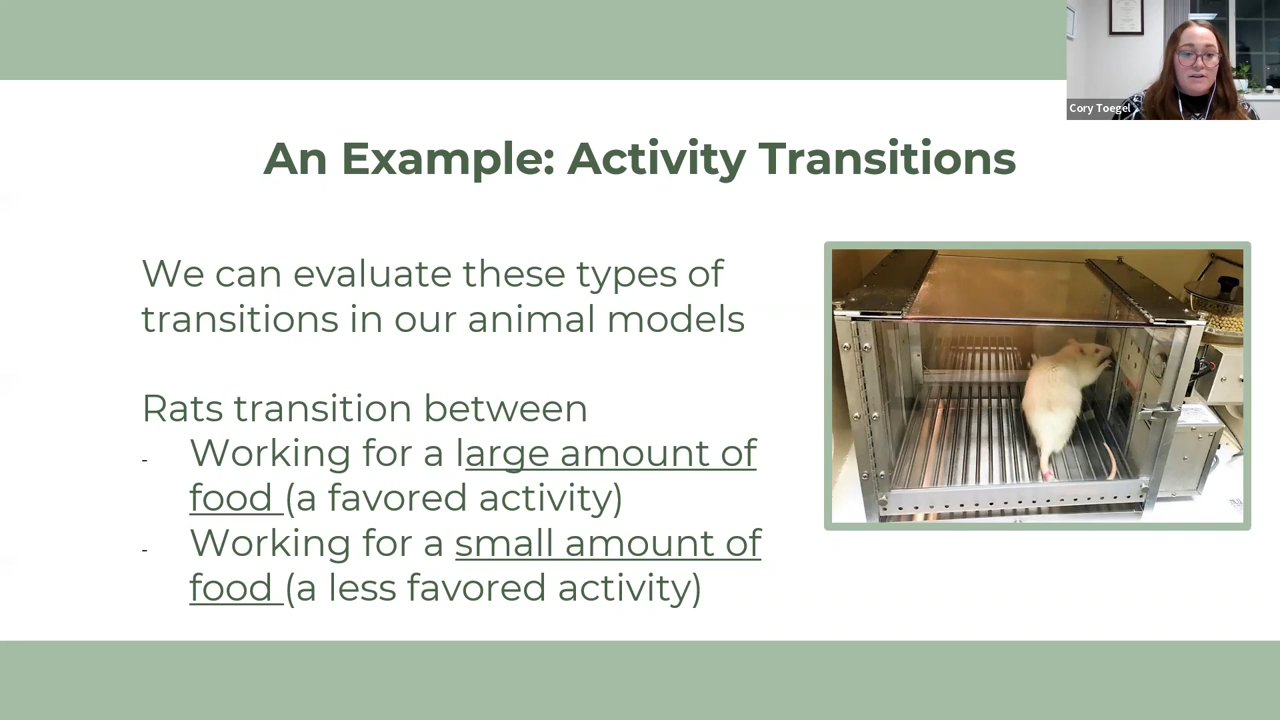 Cory Toegel
An Example: Activity Transitions
We can evaluate these types of
transitions in our animal models
Rats transition between
- Working for a large amount of
food (a favored activity)
- Working for a small amount of
food (a less favored activity)